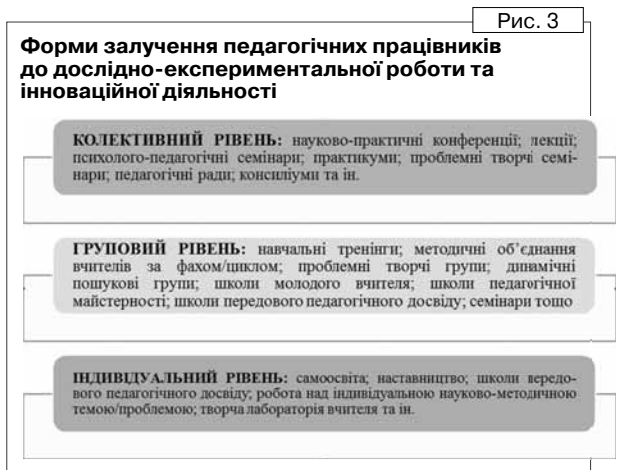 Рис. 3
Форми залучення педагогічних працівників
до дослідно-експериментальної роботи та
інноваційної діяльності
КОЛЕКТИВНИЙ РІВЕНЬ: науково-практичні конференції; лекції;
психолого-педагогічні семінари; практикуми; проблемні творчі семі-
нари; педагогічні ради; консиліуми та ін.
ГРУПОВИЙ РІВЕНЬ: навчальні тренінги; методичні об’єднання
вчителів за фахом/циклом; проблемні творчі групи; динамічні
пошукові групи; школи молодого вчителя; школи педагогічної
майстерності; школи передового педагогічного досвіду; семінари тощо
ІНДИВІДУАЛЬНИЙ РІВЕНЬ: самоосвіта; наставництво; школи передо-
вого педагогічного досвіду; робота над індивідуальною науково-методичною
темою/проблемою; творча лабораторія вчителя та ін.